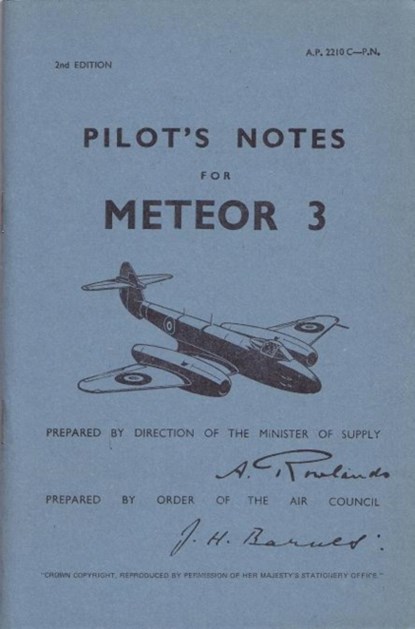 A.P. 2210 C—P.N.
2nd EDITION
PILOT'S NOTES
FOR
METEOR 3
PREPARED BY DIRECTION OF THE MINISTER OF SUPPLY
A. Rowlands
PREPARED BY ORDER OF THE AIR COUNCIL
J. H. Barnes.
"CROWN COPYRIGHT, REPRODUCED BY PERMISSION OF HER MAJESTY'S STATIONERY OFFICE."